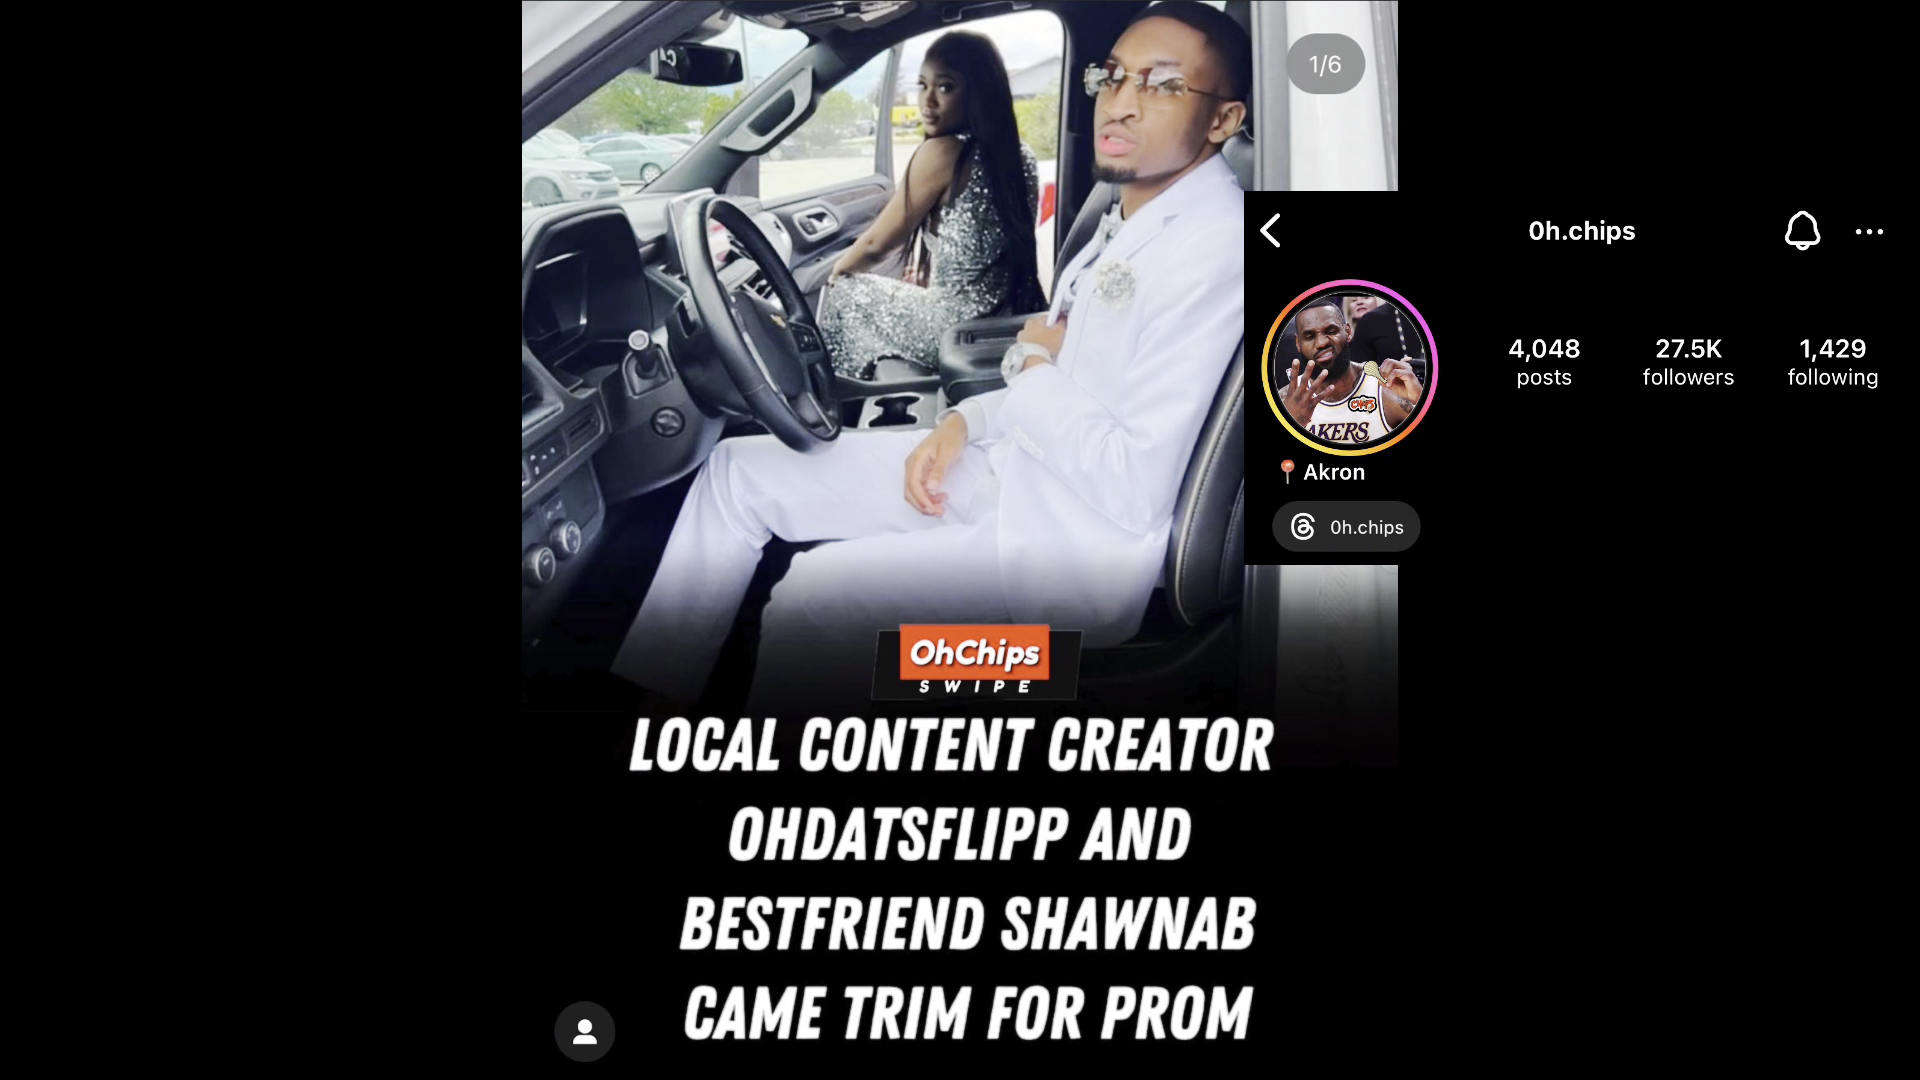 1/6
0h.chips
4,048
posts
27.5K
followers
1,429
following
AKERS
Akron
0h.chips
OhChips
SWIPE
LOCAL CONTENT CREATOR
OHDATSFLIPP AND
BESTFRIEND SHAWNAB
CAME TRIM FOR PROM